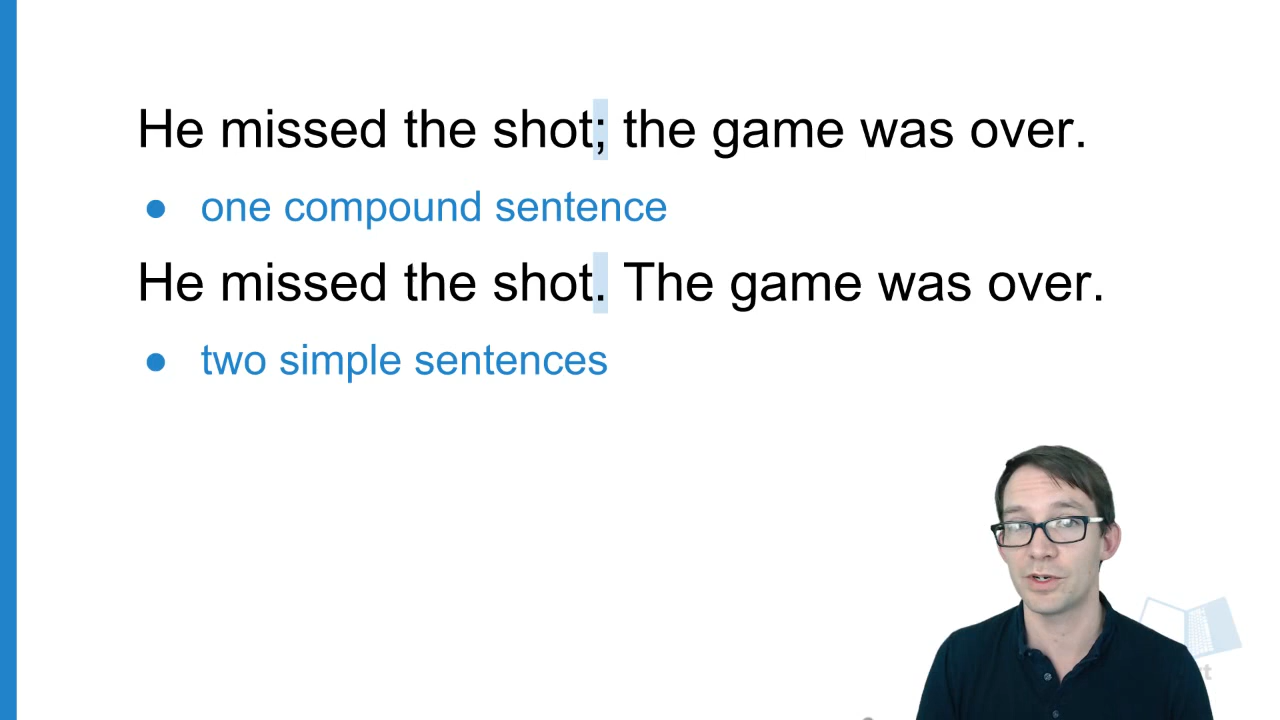 He missed the shot; the game was over.
● one compound sentence
He missed the shot. The game was over.
● two simple sentences